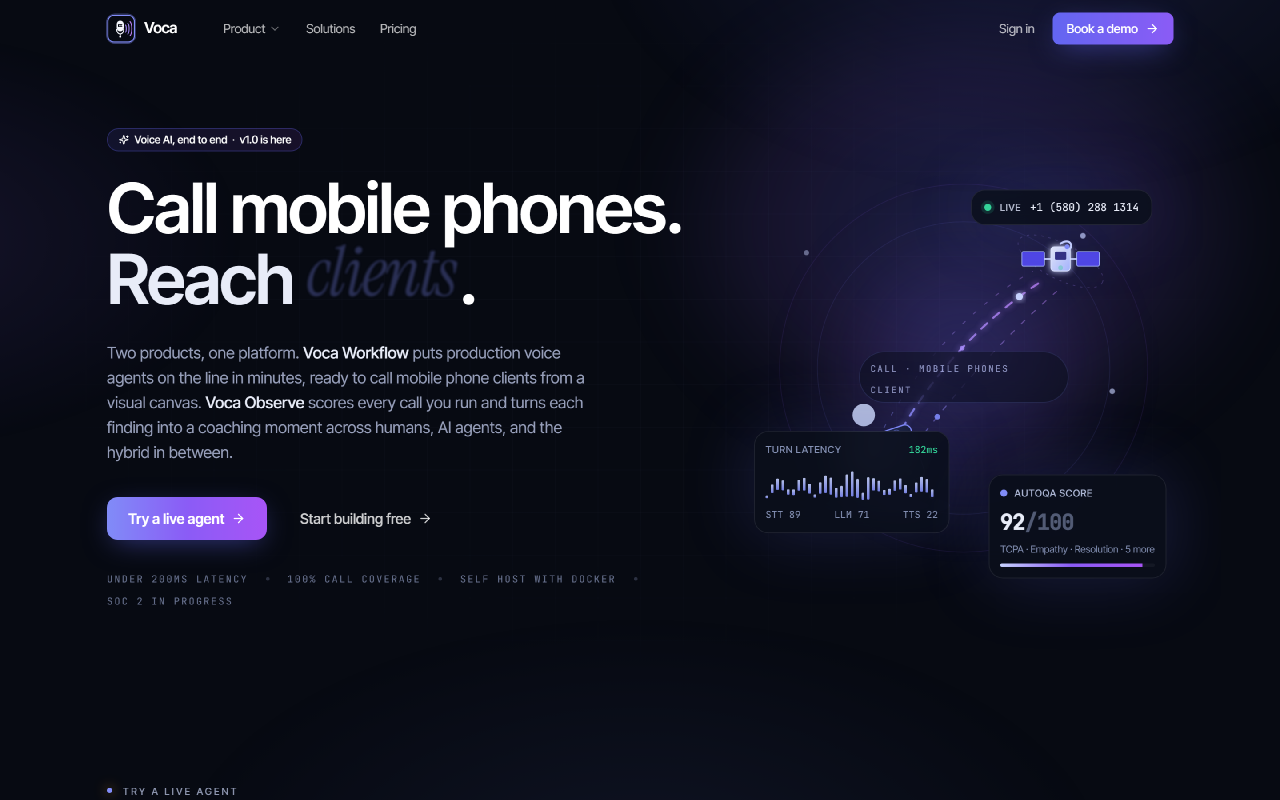 Voca
Product
Solutions
Pricing
Sign in
Book a demo
Voice AI, end to end · v1.0 is here
Call mobile phones.
Reach clients.
Two products, one platform. Voca Workflow puts production voice
agents on the line in minutes, ready to call mobile phone clients from a
visual canvas. Voca Observe scores every call you run and turns each
finding into a coaching moment across humans, AI agents, and the
hybrid in between.
Try a live agent
Start building free
UNDER 200MS LATENCY
100% CALL COVERAGE
SELF HOST WITH DOCKER
SOC 2 IN PROGRESS
LIVE +1 (580) 288 1314
CALL · MOBILE PHONES
CLIENT
TURN LATENCY 182ms
STT 89 LLM 71 TTS 22
AUTOQA SCORE
92/100
TCPA · Empathy · Resolution · 5 more
TRY A LIVE AGENT